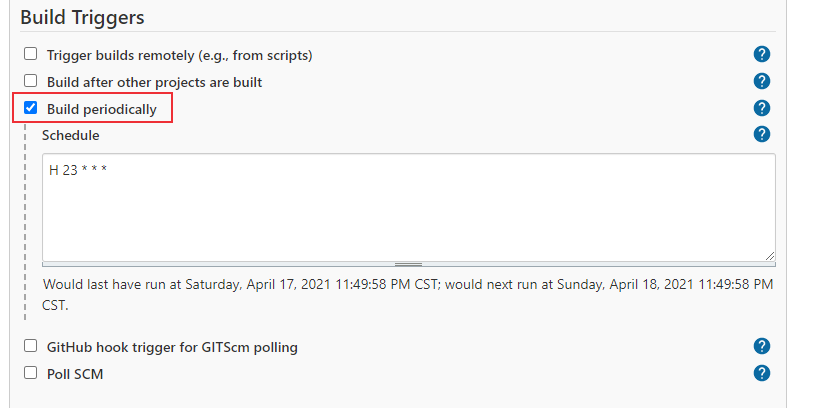 Build Triggers
Trigger builds remotely (e.g., from scripts)
Build after other projects are built
Build periodically
Schedule
H 23 * * *
Would last have run at Saturday, April 17, 2021 11:49:58 PM CST; would next run at Sunday, April 18, 2021 11:49:58 PM
CST.
GitHub hook trigger for GITScm polling
Poll SCM